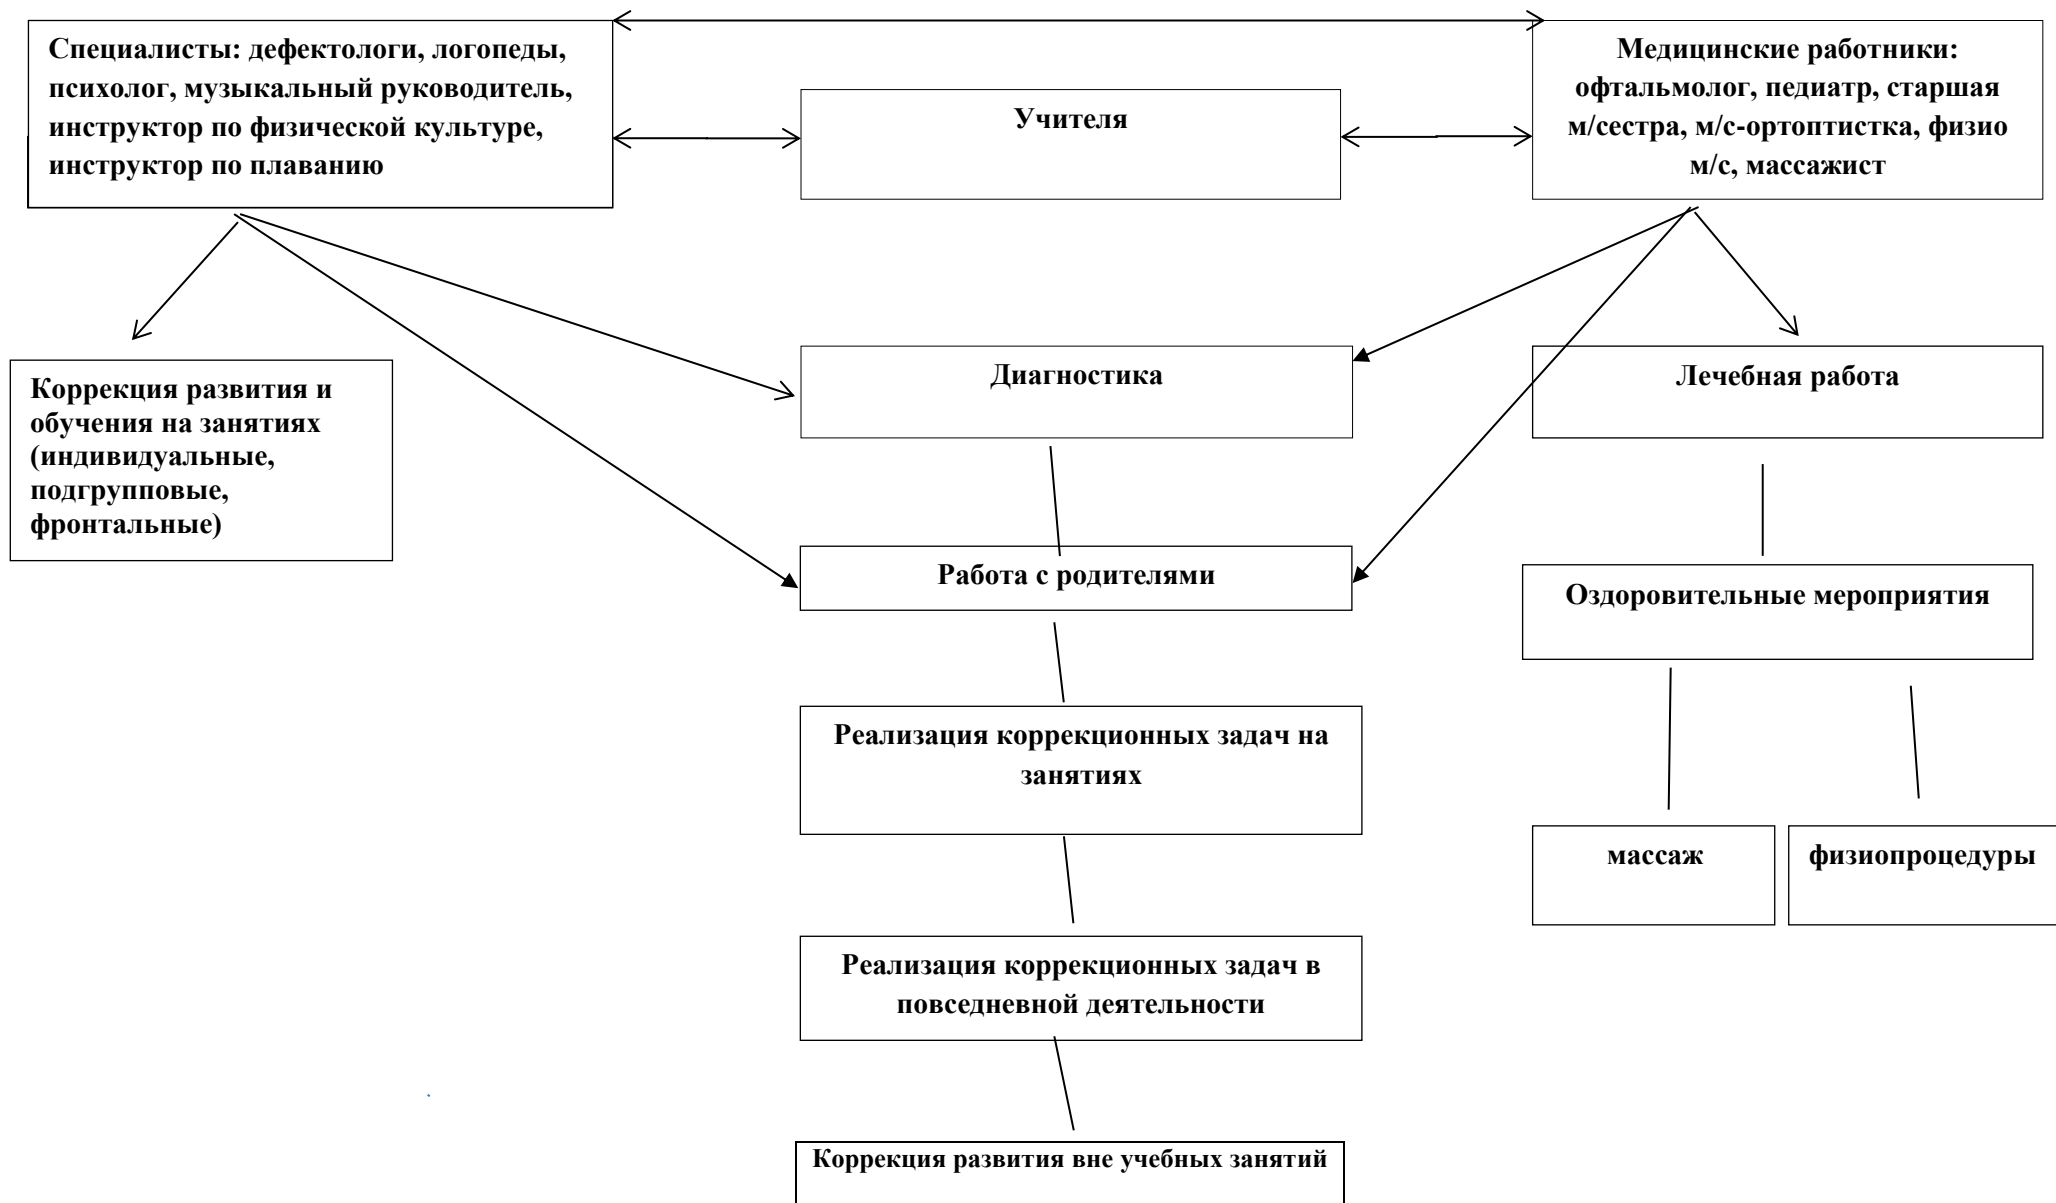 Специалисты: дефектологи, логопеды,
психолог, музыкальный руководитель,
инструктор по физической культуре,
инструктор по плаванию
Учителя
Медицинские работники:
офтальмолог, педиатр, старшая
м/сестра, м/с-ортоптистка, физио
м/с, массажист
Коррекция развития и
обучения на занятиях
(индивидуальные,
подгрупповые,
фронтальные)
Диагностика
Лечебная работа
Работа с родителями
Оздоровительные мероприятия
Реализация коррекционных задач на
занятиях
массаж
физиопроцедуры
Реализация коррекционных задач в
повседневной деятельности
Коррекция развития вне учебных занятий